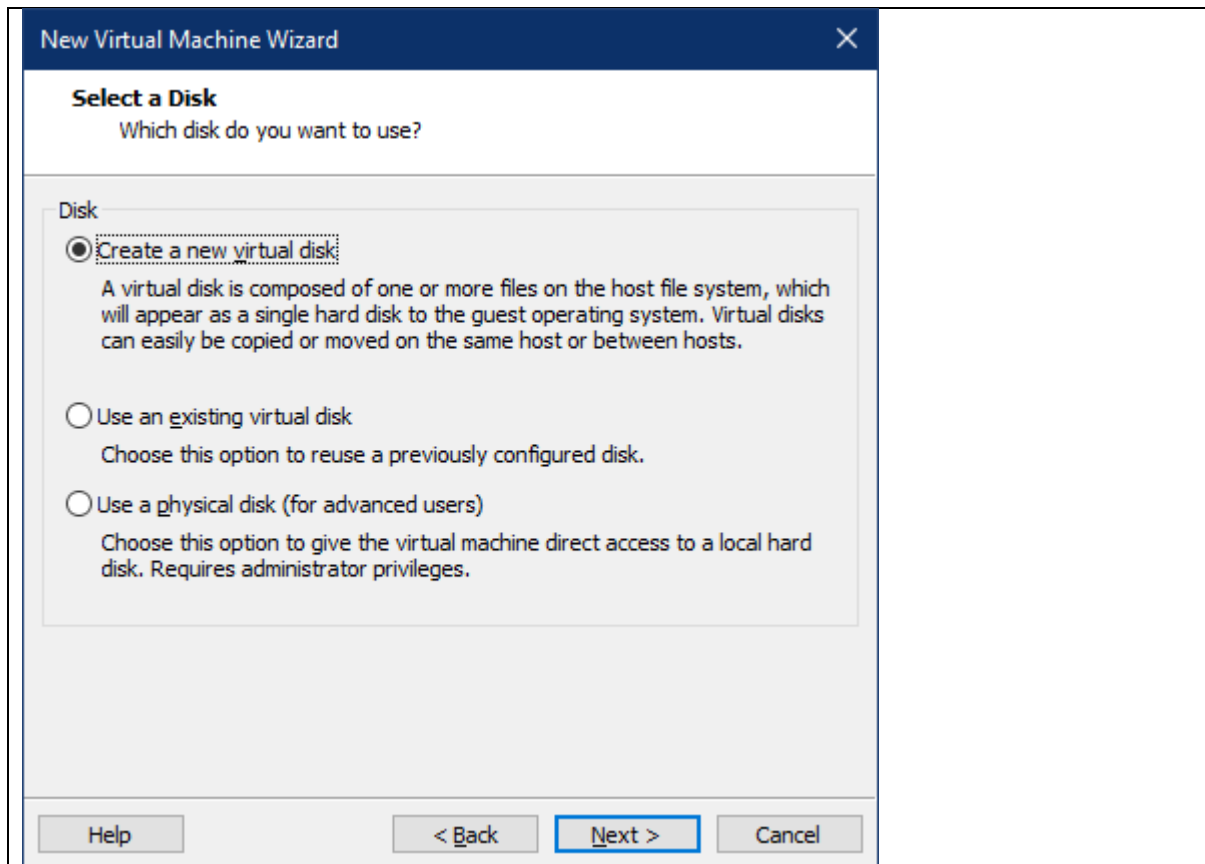 New Virtual Machine Wizard
Select a Disk
Which disk do you want to use?
Disk
Create a new virtual disk
A virtual disk is composed of one or more files on the host file system, which
will appear as a single hard disk to the guest operating system. Virtual disks
can easily be copied or moved on the same host or between hosts.
Use an existing virtual disk
Choose this option to reuse a previously configured disk.
Use a physical disk (for advanced users)
Choose this option to give the virtual machine direct access to a local hard
disk. Requires administrator privileges.
Help < Back Next > Cancel